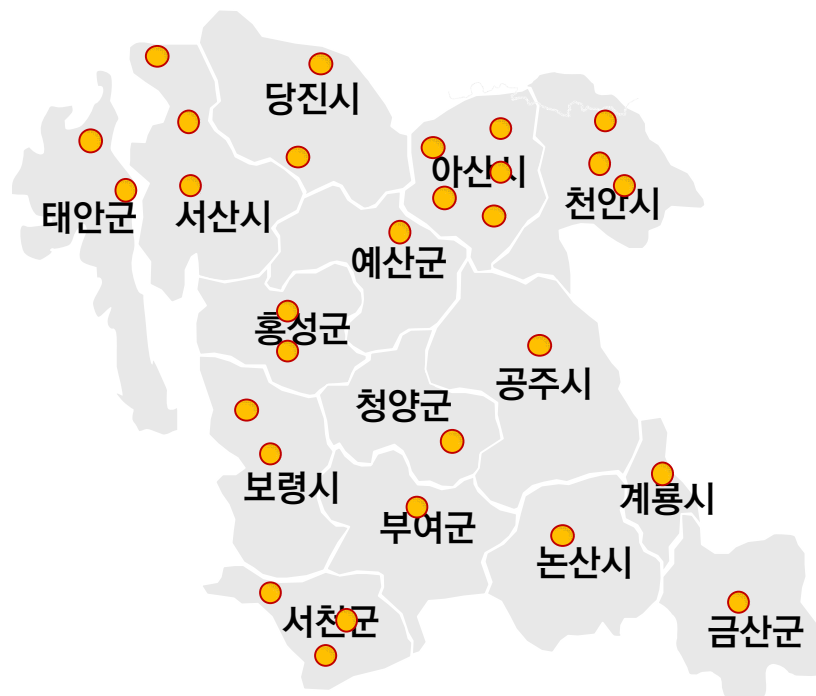 당진시
아산시
천안시
태안군
서산시
예산군
홍성군
공주시
청양군
보령시
계룡시
부여군
논산시
서천군
금산군